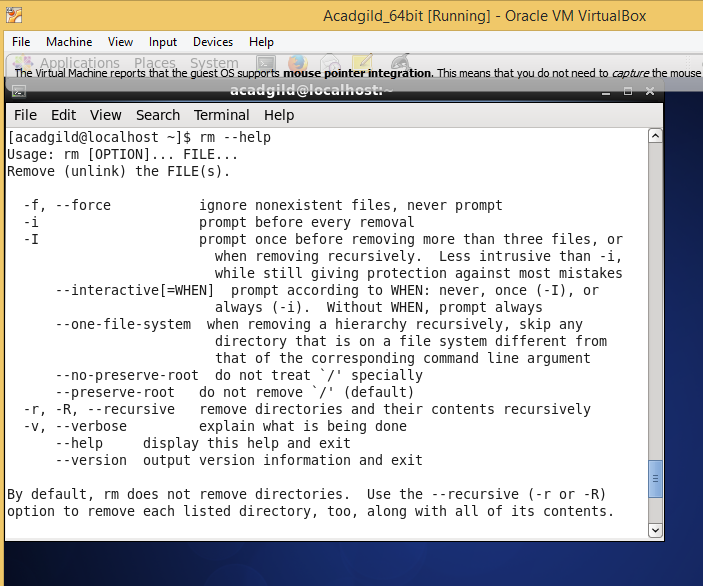 Acadgild_64bit [Running] - Oracle VM VirtualBox
File Machine View Input Devices Help
Applications Places System
The Virtual Machine reports that the guest OS supports mouse pointer integration. This means that you do not need to capture the mouse
acadgild@localhost:~
File Edit View Search Terminal Help
[acadgild@localhost ~]$ rm --help
Usage: rm [OPTION]... FILE...
Remove (unlink) the FILE(s).
-f, --force ignore nonexistent files, never prompt
-i prompt before every removal
-I prompt once before removing more than three files, or
when removing recursively. Less intrusive than -i,
while still giving protection against most mistakes
--interactive[=WHEN] prompt according to WHEN: never, once (-I), or
always (-i). Without WHEN, prompt always
--one-file-system when removing a hierarchy recursively, skip any
directory that is on a file system different from
that of the corresponding command line argument
--no-preserve-root do not treat `/' specially
--preserve-root do not remove `/' (default)
-r, -R, --recursive remove directories and their contents recursively
-v, --verbose explain what is being done
--help display this help and exit
--version output version information and exit
By default, rm does not remove directories. Use the --recursive (-r or -R)
option to remove each listed directory, too, along with all of its contents.